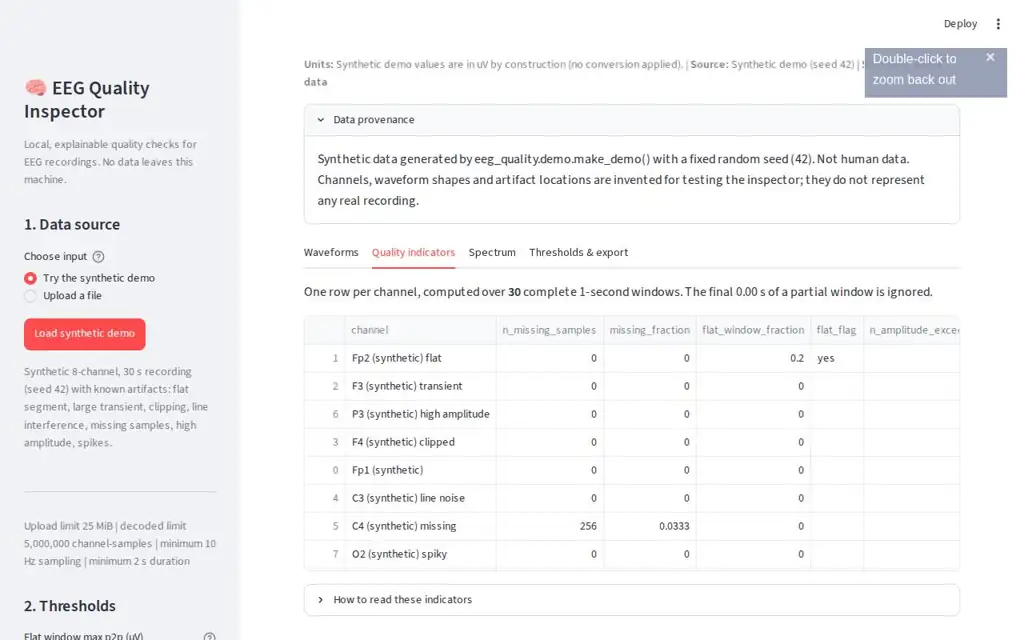 Deploy
Double-click to
zoom back out
🧠 EEG Quality
Inspector
Local, explainable quality checks for
EEG recordings. No data leaves this
machine.
1. Data source
Choose input
Try the synthetic demo
Upload a file
Load synthetic demo
Synthetic 8-channel, 30 s recording
(seed 42) with known artifacts: flat
segment, large transient, clipping, line
interference, missing samples, high
amplitude, spikes.
Upload limit 25 MiB | decoded limit
5,000,000 channel-samples | minimum 10
Hz sampling | minimum 2 s duration
2. Thresholds
Flat window max p2p (uV)
Units: Synthetic demo values are in uV by construction (no conversion applied). | Source: Synthetic demo (seed 42) |
data
Data provenance
Synthetic data generated by eeg_quality.demo.make_demo() with a fixed random seed (42). Not human data.
Channels, waveform shapes and artifact locations are invented for testing the inspector; they do not represent
any real recording.
Waveforms Quality indicators Spectrum Thresholds & export
One row per channel, computed over 30 complete 1-second windows. The final 0.00 s of a partial window is ignored.
channel n_missing_samples missing_fraction flat_window_fraction flat_flag n_amplitude_excee
1 Fp2 (synthetic) flat 0 0 0.2 yes
2 F3 (synthetic) transient 0 0 0
6 P3 (synthetic) high amplitude 0 0 0
3 F4 (synthetic) clipped 0 0 0
0 Fp1 (synthetic) 0 0 0
4 C3 (synthetic) line noise 0 0 0
5 C4 (synthetic) missing 256 0.0333 0
7 O2 (synthetic) spiky 0 0 0
How to read these indicators